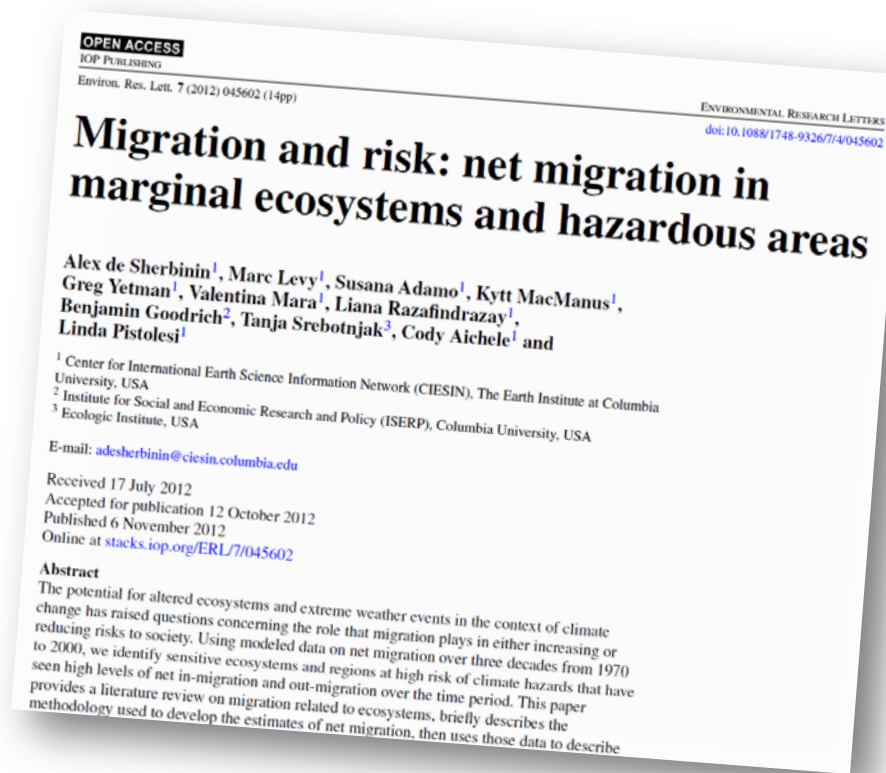 OPEN ACCESS
IOP PUBLISHING
ENVIRONMENTAL RESEARCH LETTERS
Environ. Res. Lett. 7 (2012) 045602 (14pp)
doi:10.1088/1748-9326/7/4/045602
Migration and risk: net migration in
marginal ecosystems and hazardous areas
Alex de Sherbinin1, Marc Levy1, Susana Adamo1, Kytt MacManus1,
Greg Yetman1, Valentina Mara1, Liana Razafindrazay1,
Benjamin Goodrich2, Tanja Srebotnjak3, Cody Aichele1 and
Linda Pistolesi1
1 Center for International Earth Science Information Network (CIESIN), The Earth Institute at Columbia
University, USA
2 Institute for Social and Economic Research and Policy (ISERP), Columbia University, USA
3 Ecologic Institute, USA
E-mail: adesherbinin@ciesin.columbia.edu
Received 17 July 2012
Accepted for publication 12 October 2012
Published 6 November 2012
Online at stacks.iop.org/ERL/7/045602
Abstract
The potential for altered ecosystems and extreme weather events in the context of climate
change has raised questions concerning the role that migration plays in either increasing or
reducing risks to society. Using modeled data on net migration over three decades from 1970
to 2000, we identify sensitive ecosystems and regions at high risk of climate hazards that have
seen high levels of net in-migration and out-migration over the time period. This paper
provides a literature review on migration related to ecosystems, briefly describes the
methodology used to develop the estimates of net migration, then uses those data to describe